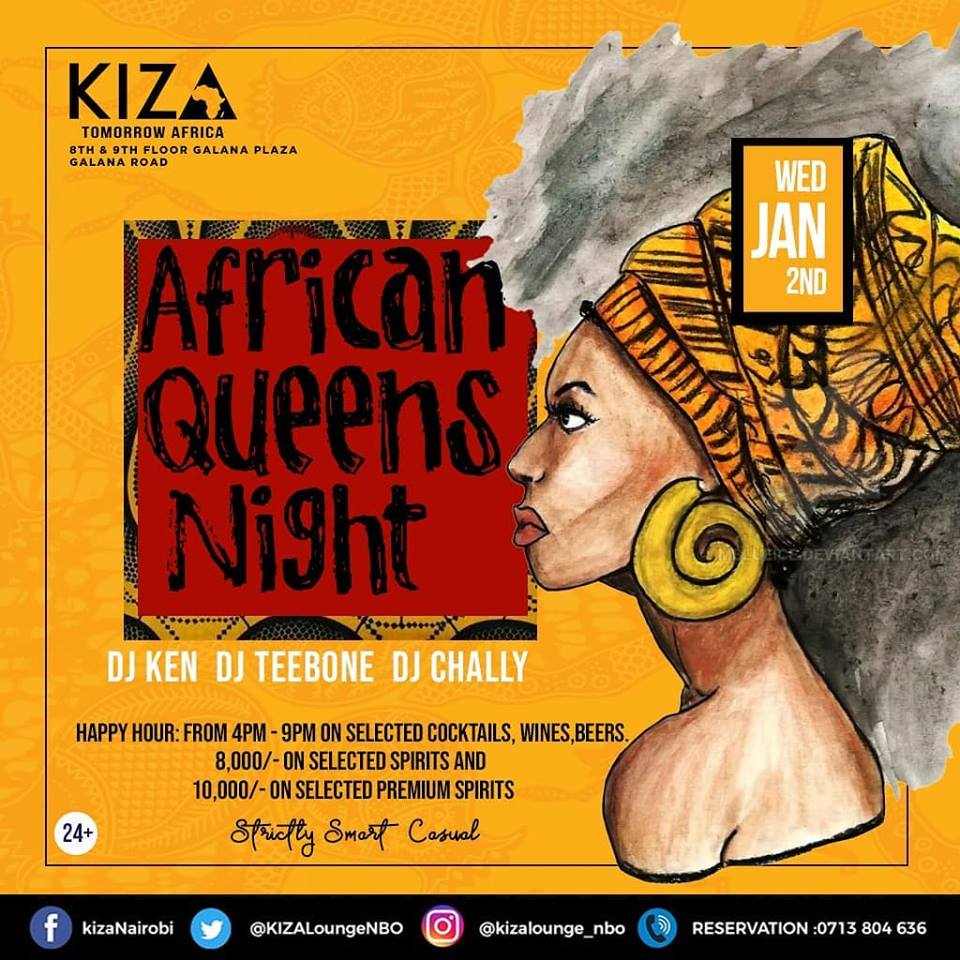 KIZA
TOMORROW AFRICA
8TH & 9TH FLOOR GALANA PLAZA
GALANA ROAD
WED
JAN
2ND
African
Queens
Night
DJ KEN DJ TEEBONE DJ CHALLY
HAPPY HOUR: FROM 4PM - 9PM ON SELECTED COCKTAILS, WINES,BEERS.
8,000/- ON SELECTED SPIRITS AND
10,000/- ON SELECTED PREMIUM SPIRITS
Strictly Smart Casual
24+
kizaNairobi
@KIZALoungeNBO
@kizalounge_nbo
RESERVATION :0713 804 636